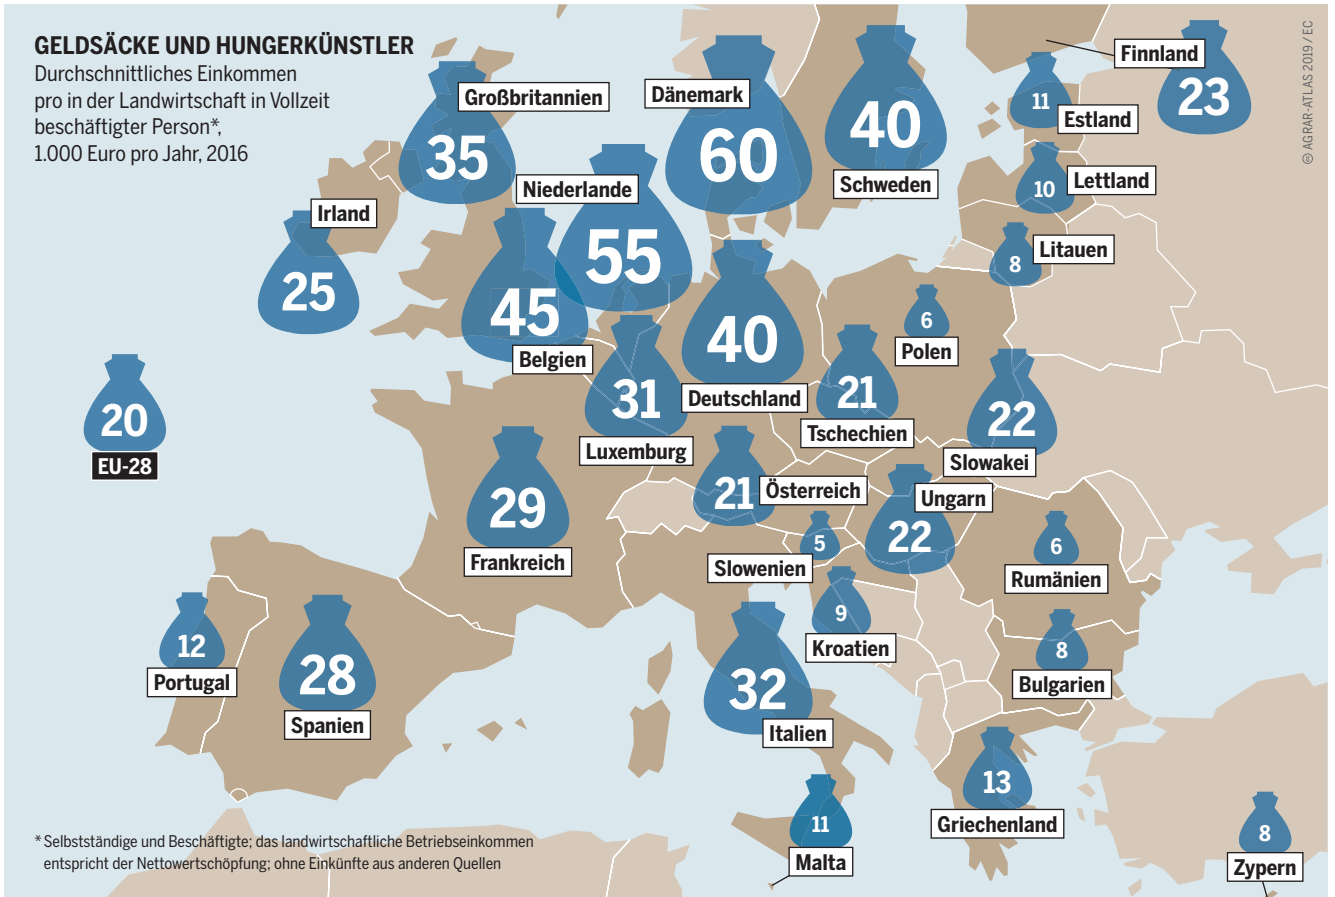 GELDSÄCKE UND HUNGERKÜNSTLER
Durchschnittliches Einkommen
pro in der Landwirtschaft in Vollzeit
beschäftigter Person*,
1.000 Euro pro Jahr, 2016
Großbritannien
35
Irland
25
Niederlande
55
Dänemark
60
40
Schweden
Finnland
23
11
Estland
10
Lettland
8
Litauen
45
Belgien
31
Luxemburg
40
Deutschland
6
Polen
21
Tschechien
22
Slowakei
20
EU-28
29
Frankreich
21
Österreich
Ungarn
22
5
Slowenien
6
Rumänien
9
Kroatien
8
Bulgarien
12
Portugal
28
Spanien
32
Italien
11
Malta
13
Griechenland
8
Zypern
* Selbstständige und Beschäftigte; das landwirtschaftliche Betriebseinkommen
entspricht der Nettowertschöpfung; ohne Einkünfte aus anderen Quellen
AGRAR-ATLAS 2019 / EC